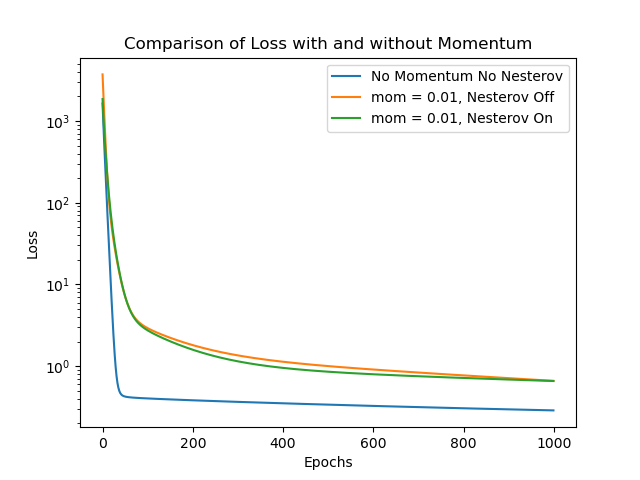 Comparison of Loss with and without Momentum
No Momentum No Nesterov
mom = 0.01, Nesterov Off
mom = 0.01, Nesterov On
10³
10²
10¹
10⁰
Loss
0 200 400 600 800 1000
Epochs